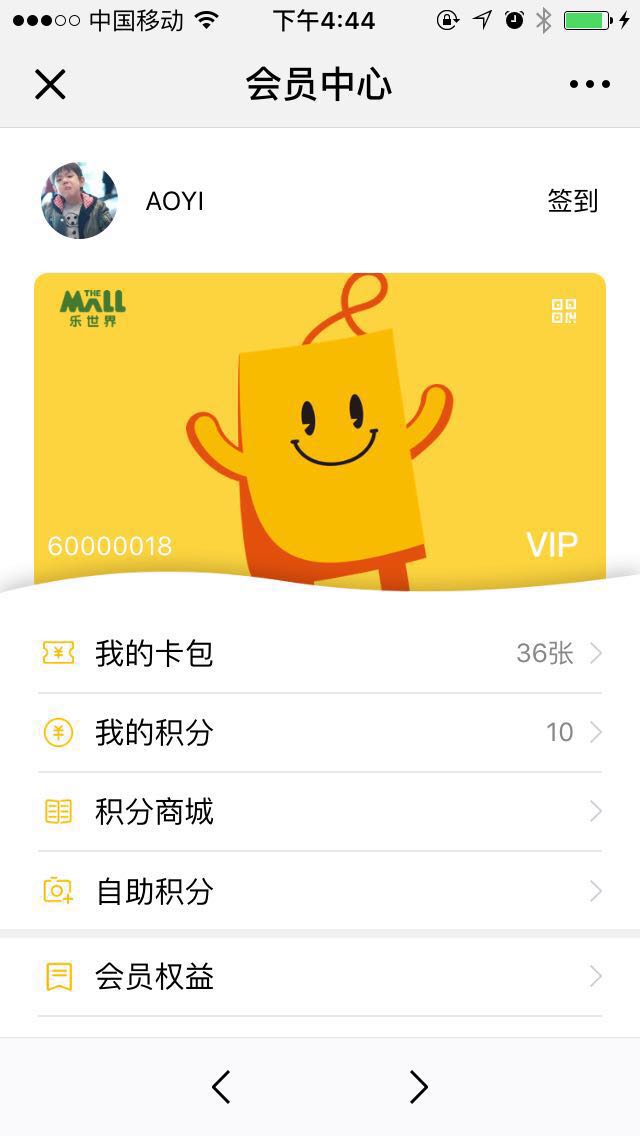 中国移动 下午4:44
会员中心
AOYI 签到
THE
MALL
乐世界
60000018 VIP
我的卡包 36张
我的积分 10
积分商城
自助积分
会员权益